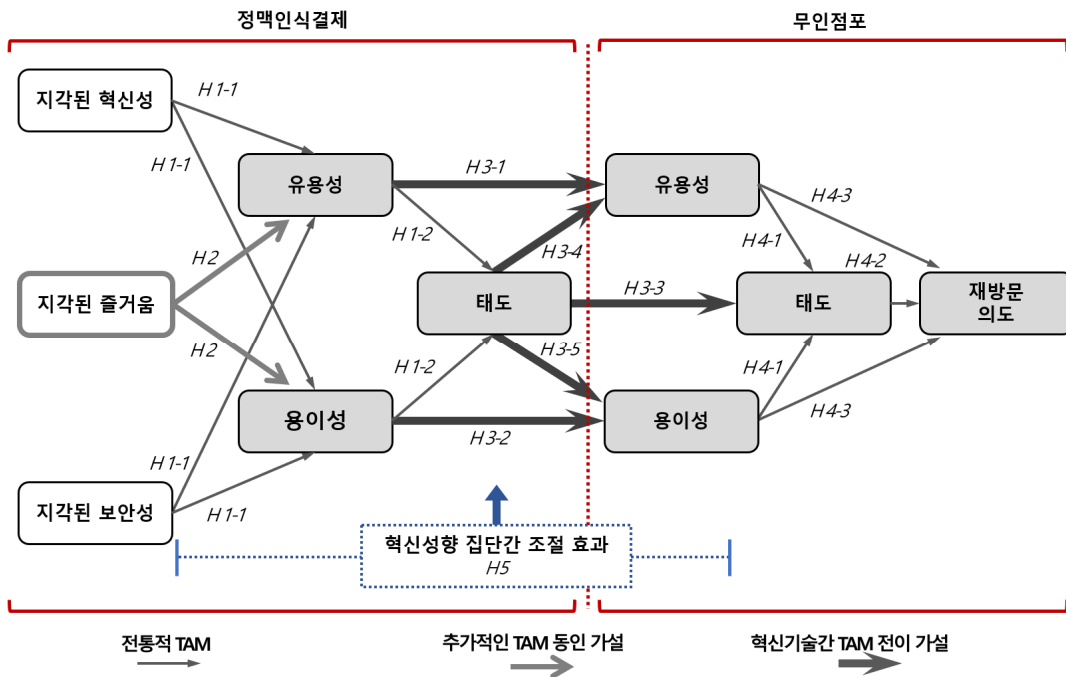 정맥인식결제
무인점포
지각된 혁신성
H1-1
H1-1
유용성
H3-1
유용성
H4-3
H2
H1-2
H3-4
H4-1
H4-2
지각된 즐거움
태도
H3-3
태도
재방문
의도
H2
H1-2
H3-5
H4-1
용이성
H3-2
용이성
H4-3
H1-1
지각된 보안성
H1-1
혁신성향 집단간 조절 효과
H5
전통적 TAM
추가적인 TAM 동인 가설
혁신기술간 TAM 전이 가설